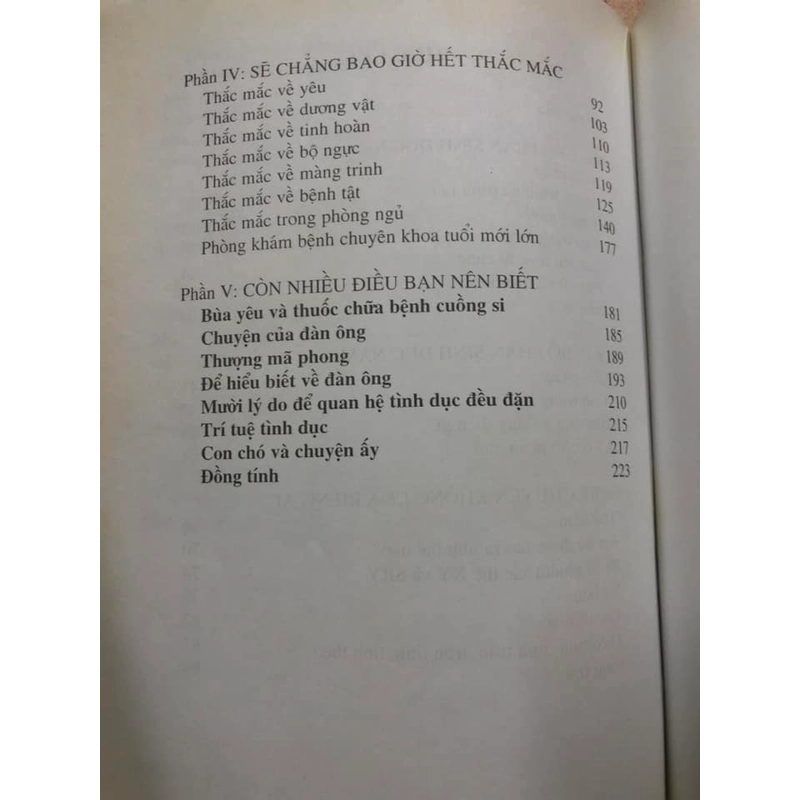 Phần IV: SẼ CHẲNG BAO GIỜ HẾT THẮC MẮC
Thắc mắc về yêu 92
Thắc mắc về dương vật 103
Thắc mắc về tinh hoàn 110
Thắc mắc về bộ ngực 113
Thắc mắc về màng trinh 119
Thắc mắc về bệnh tật 125
Thắc mắc trong phòng ngủ 140
Phòng khám bệnh chuyên khoa tuổi mới lớn 177
Phần V: CÒN NHIỀU ĐIỀU BẠN NÊN BIẾT
Bùa yêu và thuốc chữa bệnh cuồng si 181
Chuyện của đàn ông 185
Thượng mã phong 189
Để hiểu biết về đàn ông 193
Mười lý do để quan hệ tình dục đều đặn 210
Trí tuệ tình dục 215
Con chó và chuyện ấy 217
Đồng tính 223